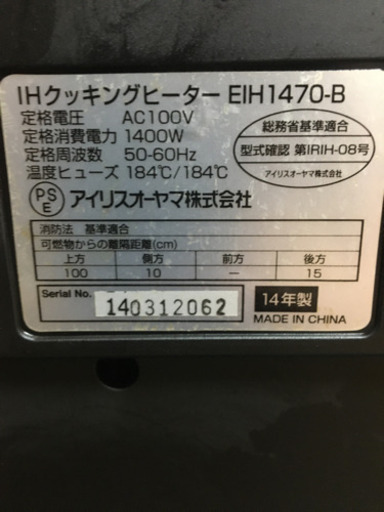 IHクッキングヒーター EIH1470-B
定格電圧 AC100V
定格消費電力 1400W
定格周波数 50-60Hz
温度ヒューズ 184℃/184℃
総務省基準適合
型式確認 第IRIH-08号
アイリスオーヤマ株式会社
PS
E
アイリスオーヤマ株式会社
消防法 基準適合
可燃物からの離隔距離(cm)
上方 側方 前方 後方
100 10 ― 15
Serial No. 140312062
14年製
MADE IN CHINA